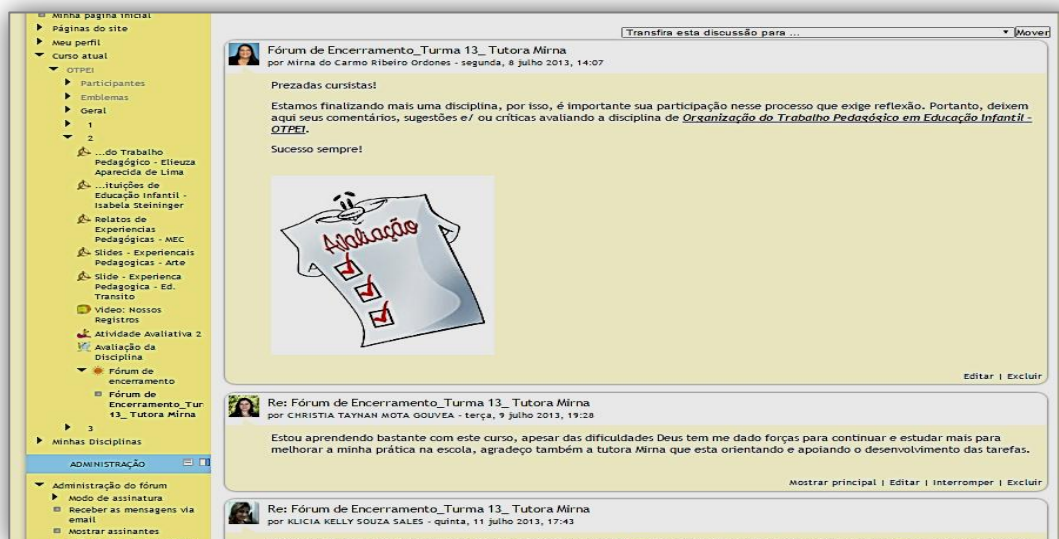 Minha página inicial
Páginas do site
Meu perfil
Curso atual
OTPEI
Participantes
Emblemas
Geral
1
2
...do Trabalho
Pedagógico - Elieuza
Aparecida de Lima
...ituições de
Educação Infantil -
Isabela Steininger
Relatos de
Experiencias
Pedagógicas - MEC
Slides - Experiencais
Pedagogicas - Arte
Slide - Experienca
Pedagogica - Ed.
Transito
Video: Nossos
Registros
Atividade Avaliativa 2
Avaliação da
Disciplina
Fórum de
encerramento
Fórum de
Encerramento_Tur
13_ Tutora Mirna
3
Minhas Disciplinas
ADMINISTRAÇÃO
Administração do fórum
Modo de assinatura
Receber as mensagens via
email
Mostrar assinantes
Transfira esta discussão para ... Mover
Fórum de Encerramento_Turma 13_ Tutora Mirna
por Mirna do Carmo Ribeiro Ordones - segunda, 8 julho 2013, 14:07
Prezadas cursistas!
Estamos finalizando mais uma disciplina, por isso, é importante sua participação nesse processo que exige reflexão. Portanto, deixem
aqui seus comentários, sugestões e/ ou críticas avaliando a disciplina de Organização do Trabalho Pedagógico em Educação Infantil -
OTPEI.
Sucesso sempre!
Avaliação
Editar | Excluir
Re: Fórum de Encerramento_Turma 13_ Tutora Mirna
por CHRISTIA TAYNAN MOTA GOUVEA - terça, 9 julho 2013, 19:28
Estou aprendendo bastante com este curso, apesar das dificuldades Deus tem me dado forças para continuar e estudar mais para
melhorar a minha prática na escola, agradeço também a tutora Mirna que esta orientando e apoiando o desenvolvimento das tarefas.
Mostrar principal | Editar | Interromper | Excluir
Re: Fórum de Encerramento_Turma 13_ Tutora Mirna
por KLICIA KELLY SOUZA SALES - quinta, 11 julho 2013, 17:43